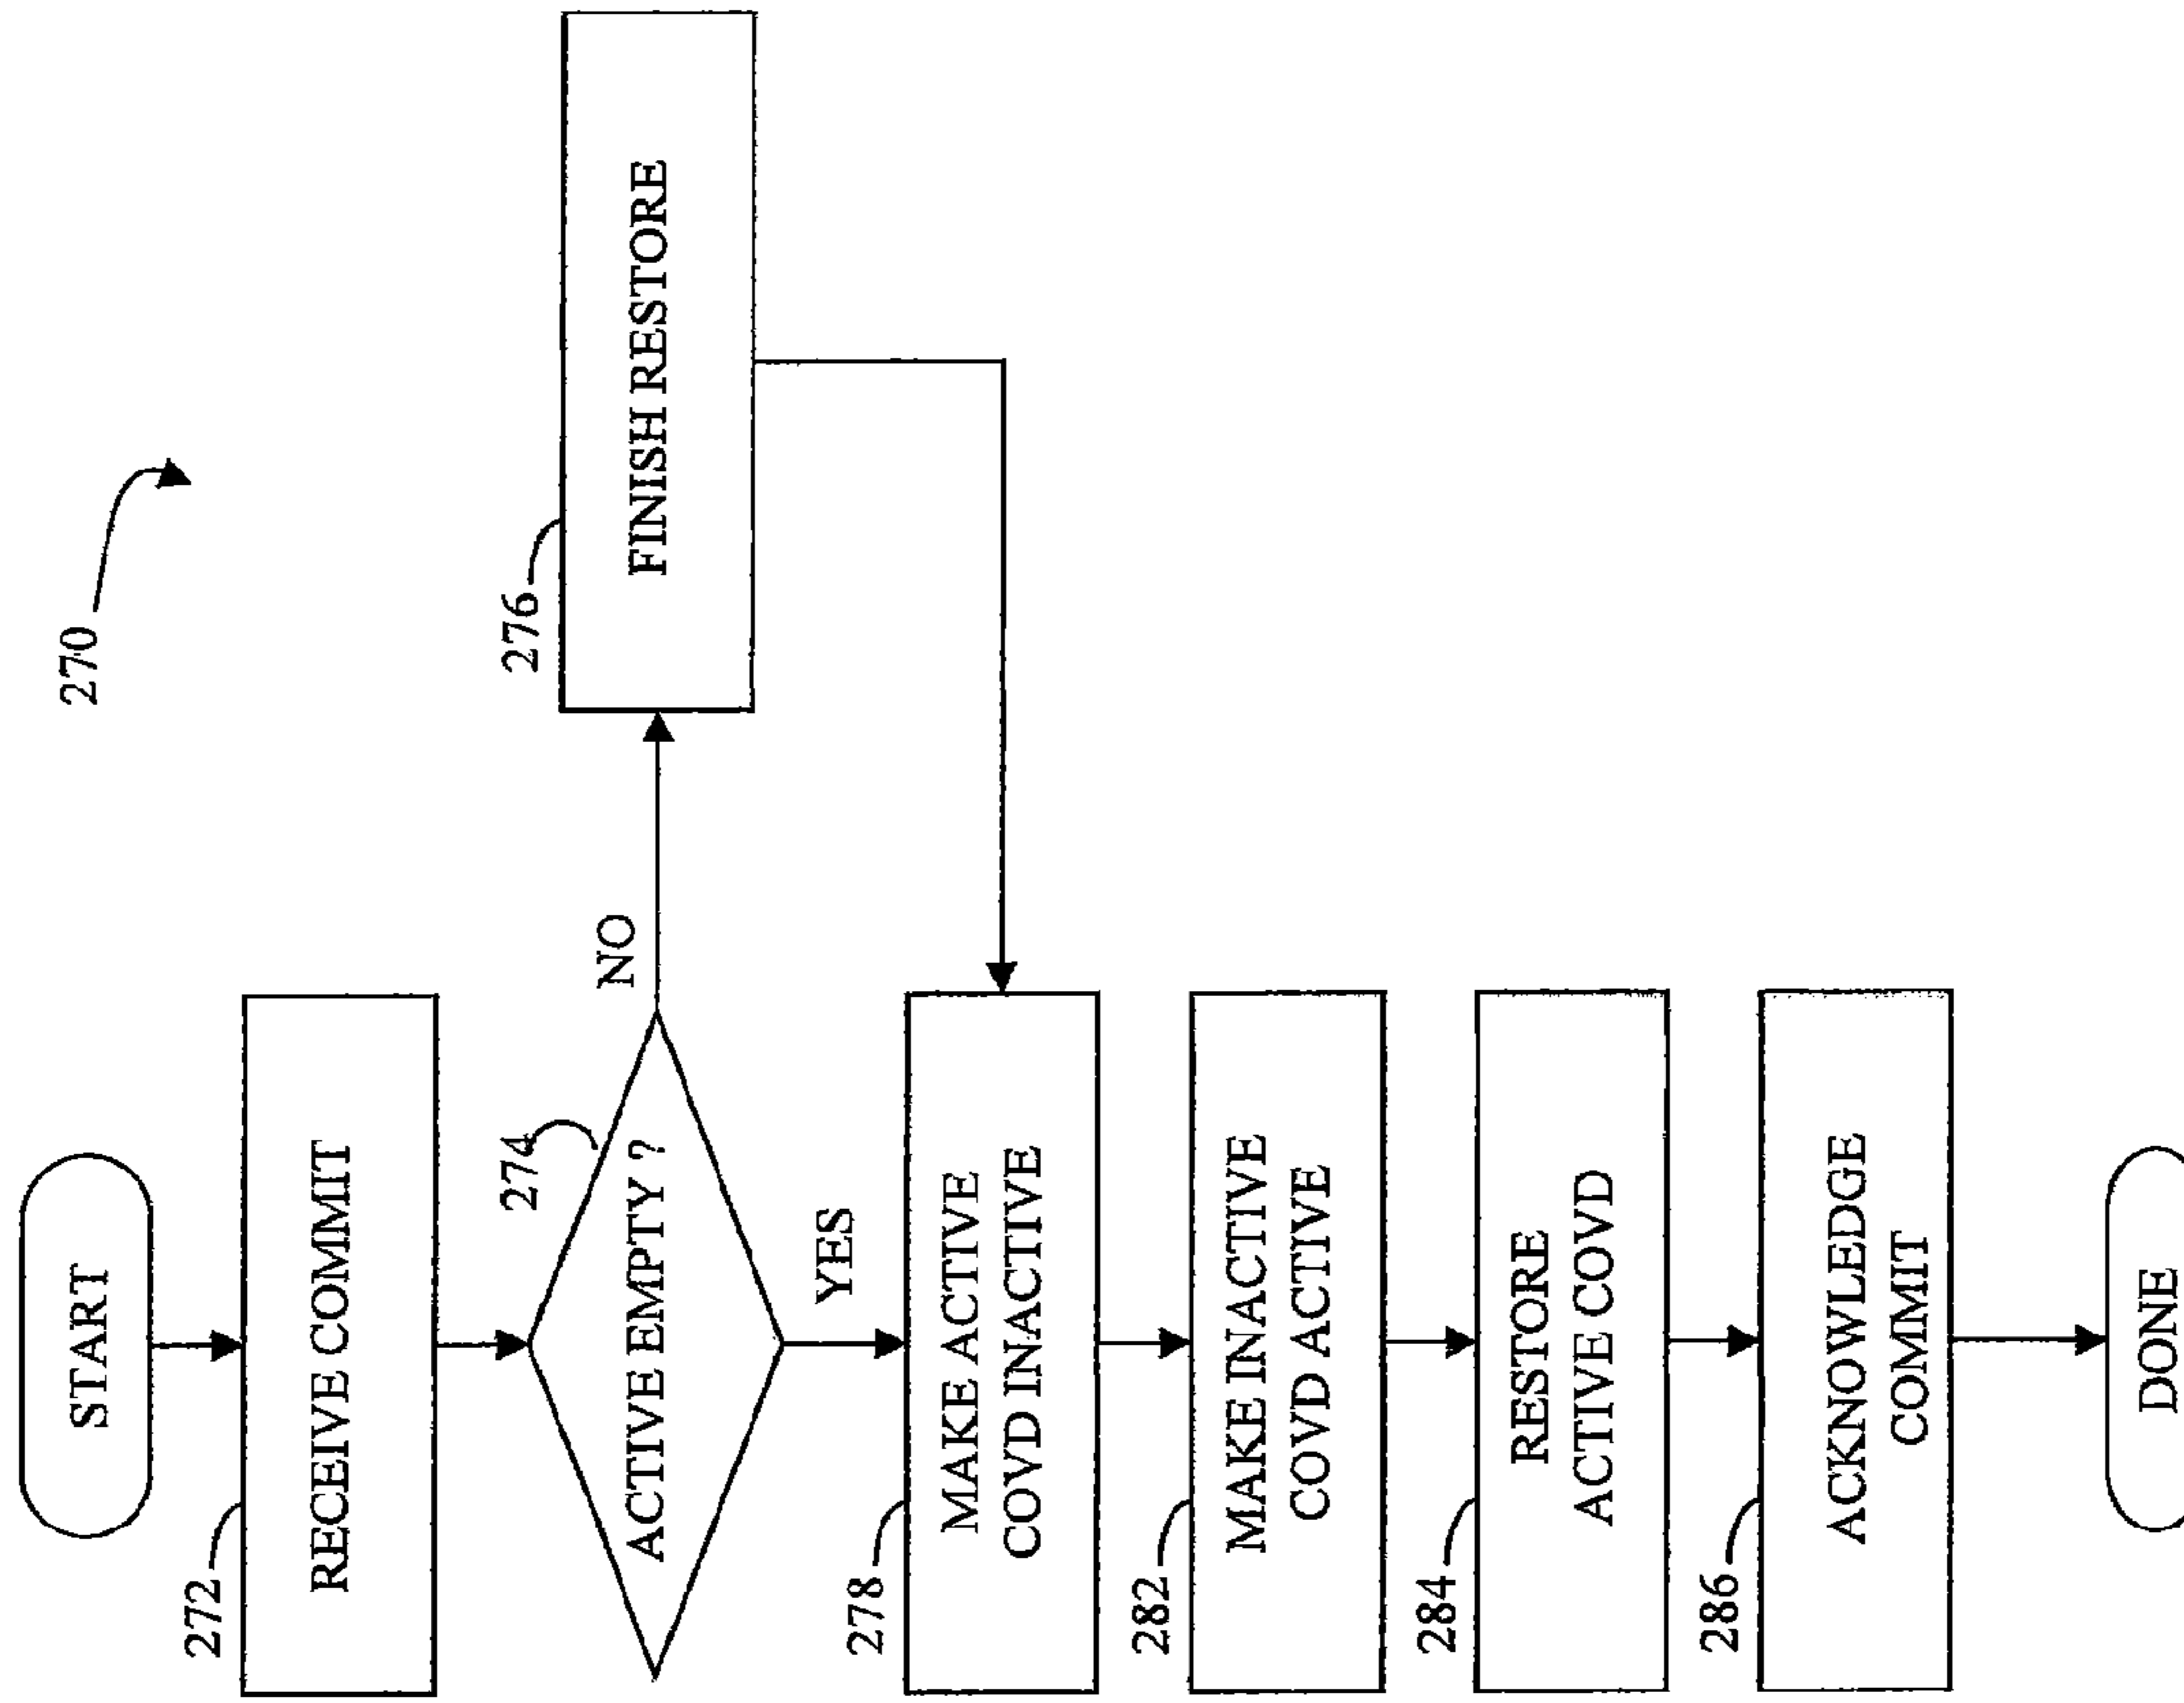 270
START
272
RECEIVE COMMIT
274
ACTIVE EMPTY ?
NO
276
FINISH RESTORE
YES
278
MAKE ACTIVE
COVD INACTIVE
282
MAKE INACTIVE
COVD ACTIVE
284
RESTORE
ACTIVE COVD
286
ACKNOWLEDGE
COMMIT
DONE